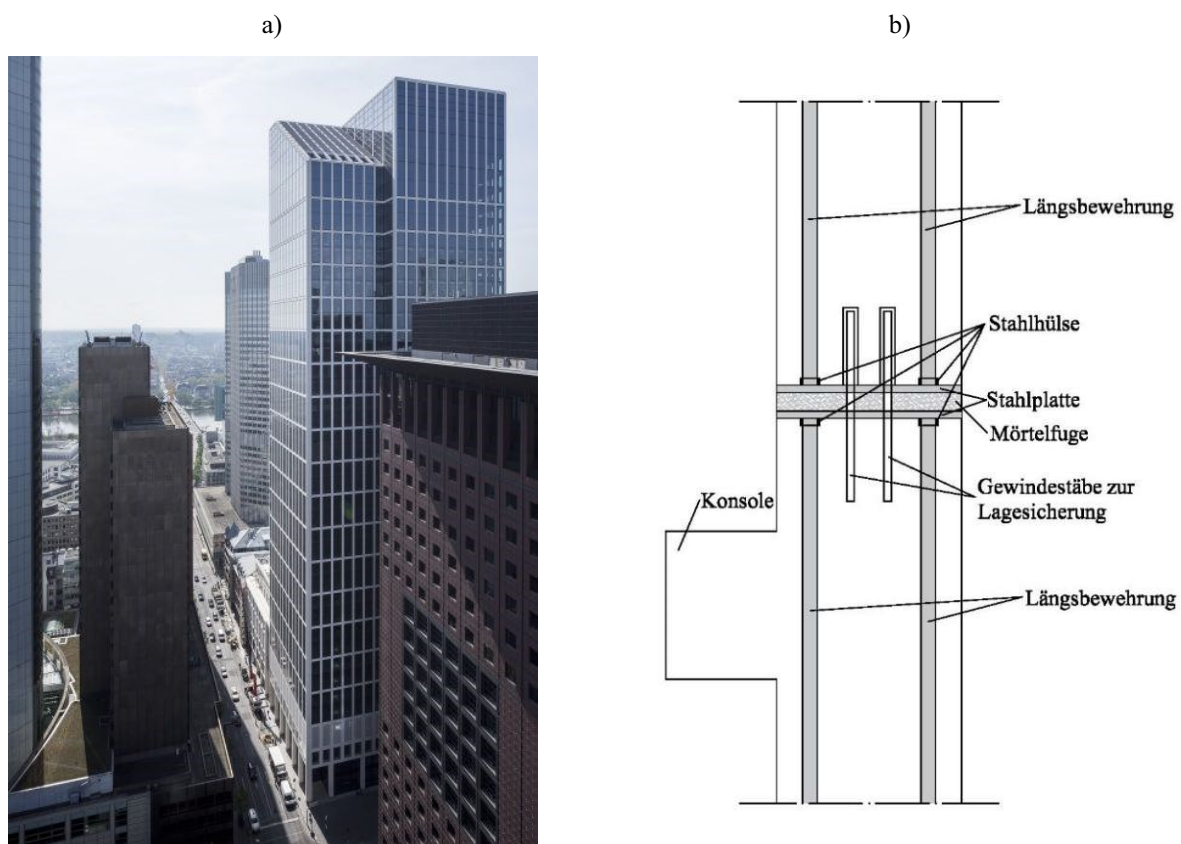 a)
b)
Längsbewehrung
Stahlhülse
Stahlplatte
Mörtelfuge
Gewindestäbe zur
Lagesicherung
Konsole
Längsbewehrung